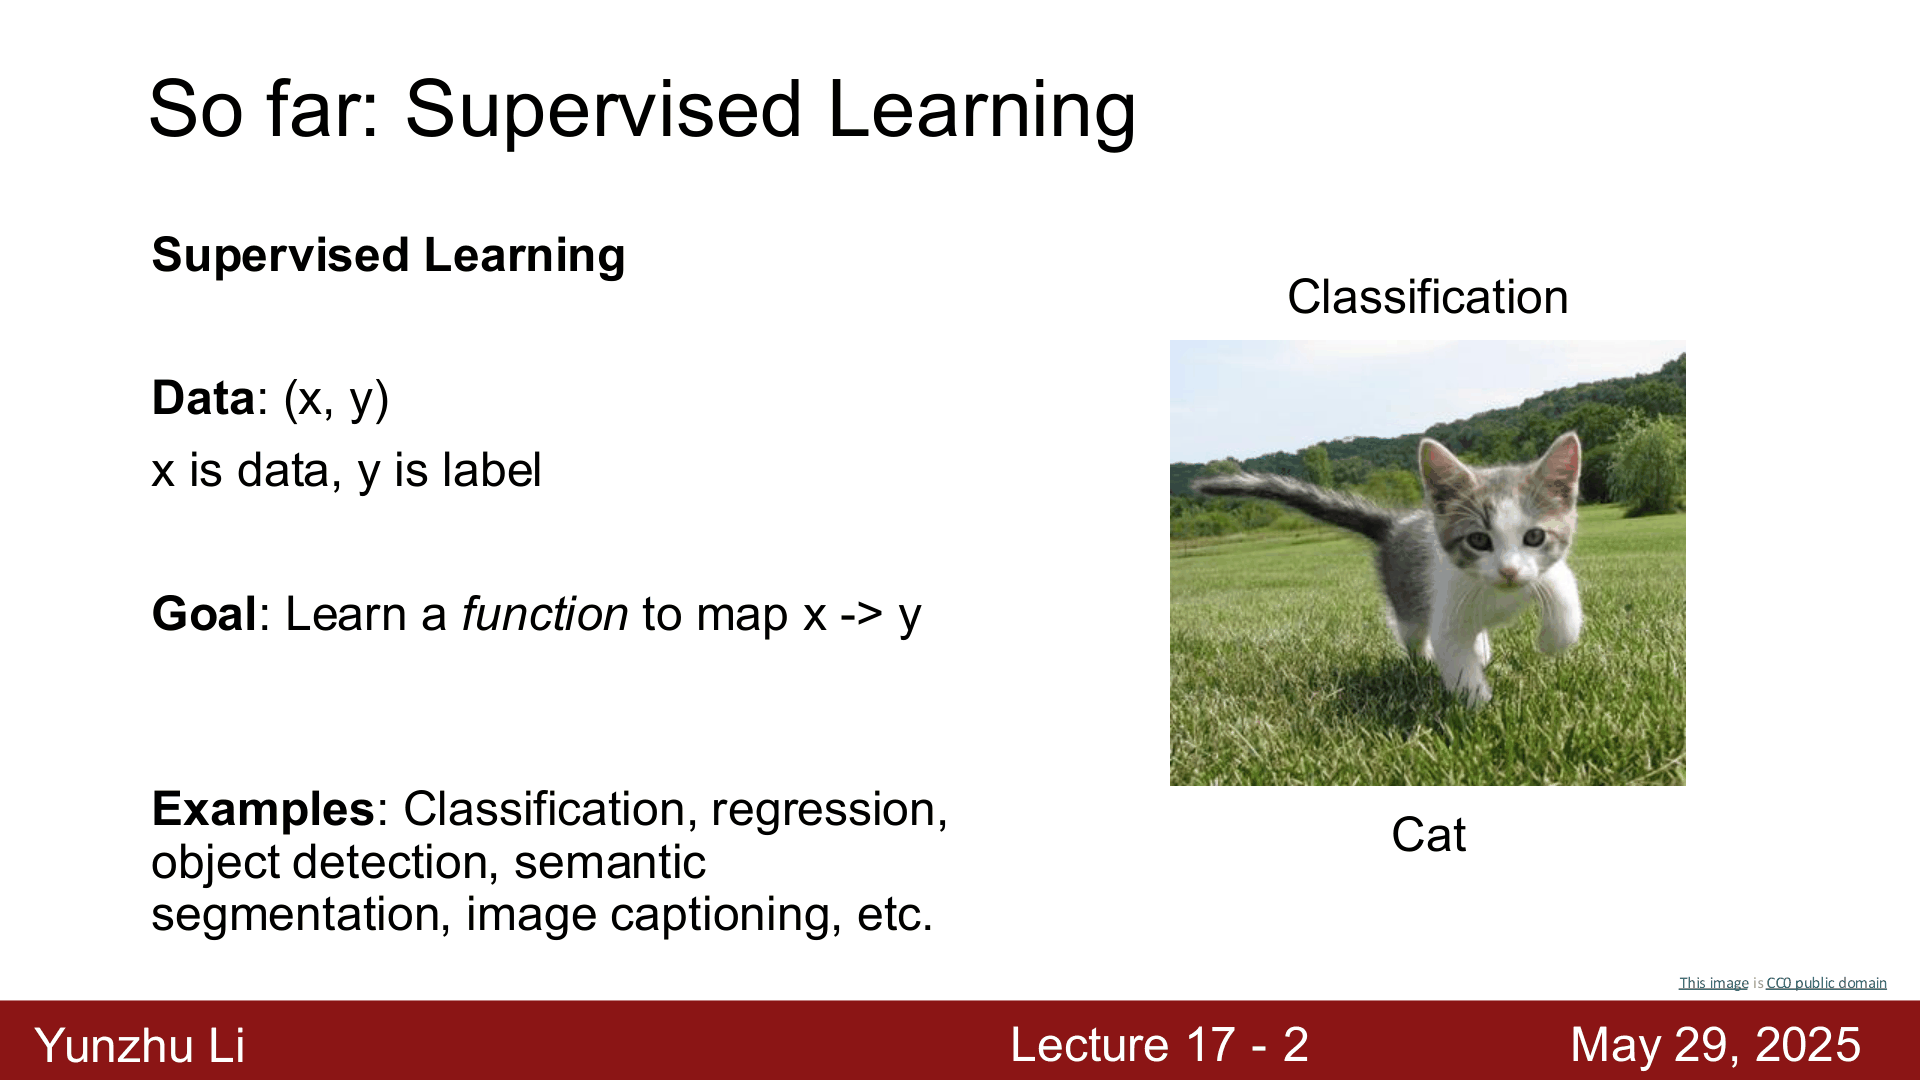 So far: Supervised Learning
Supervised Learning
Data: (x, y)
x is data, y is label
Goal: Learn a function to map x -> y
Examples: Classification, regression,
object detection, semantic
segmentation, image captioning, etc.
Classification
Cat
This image is CC0 public domain
Yunzhu Li
Lecture 17 - 2
May 29, 2025